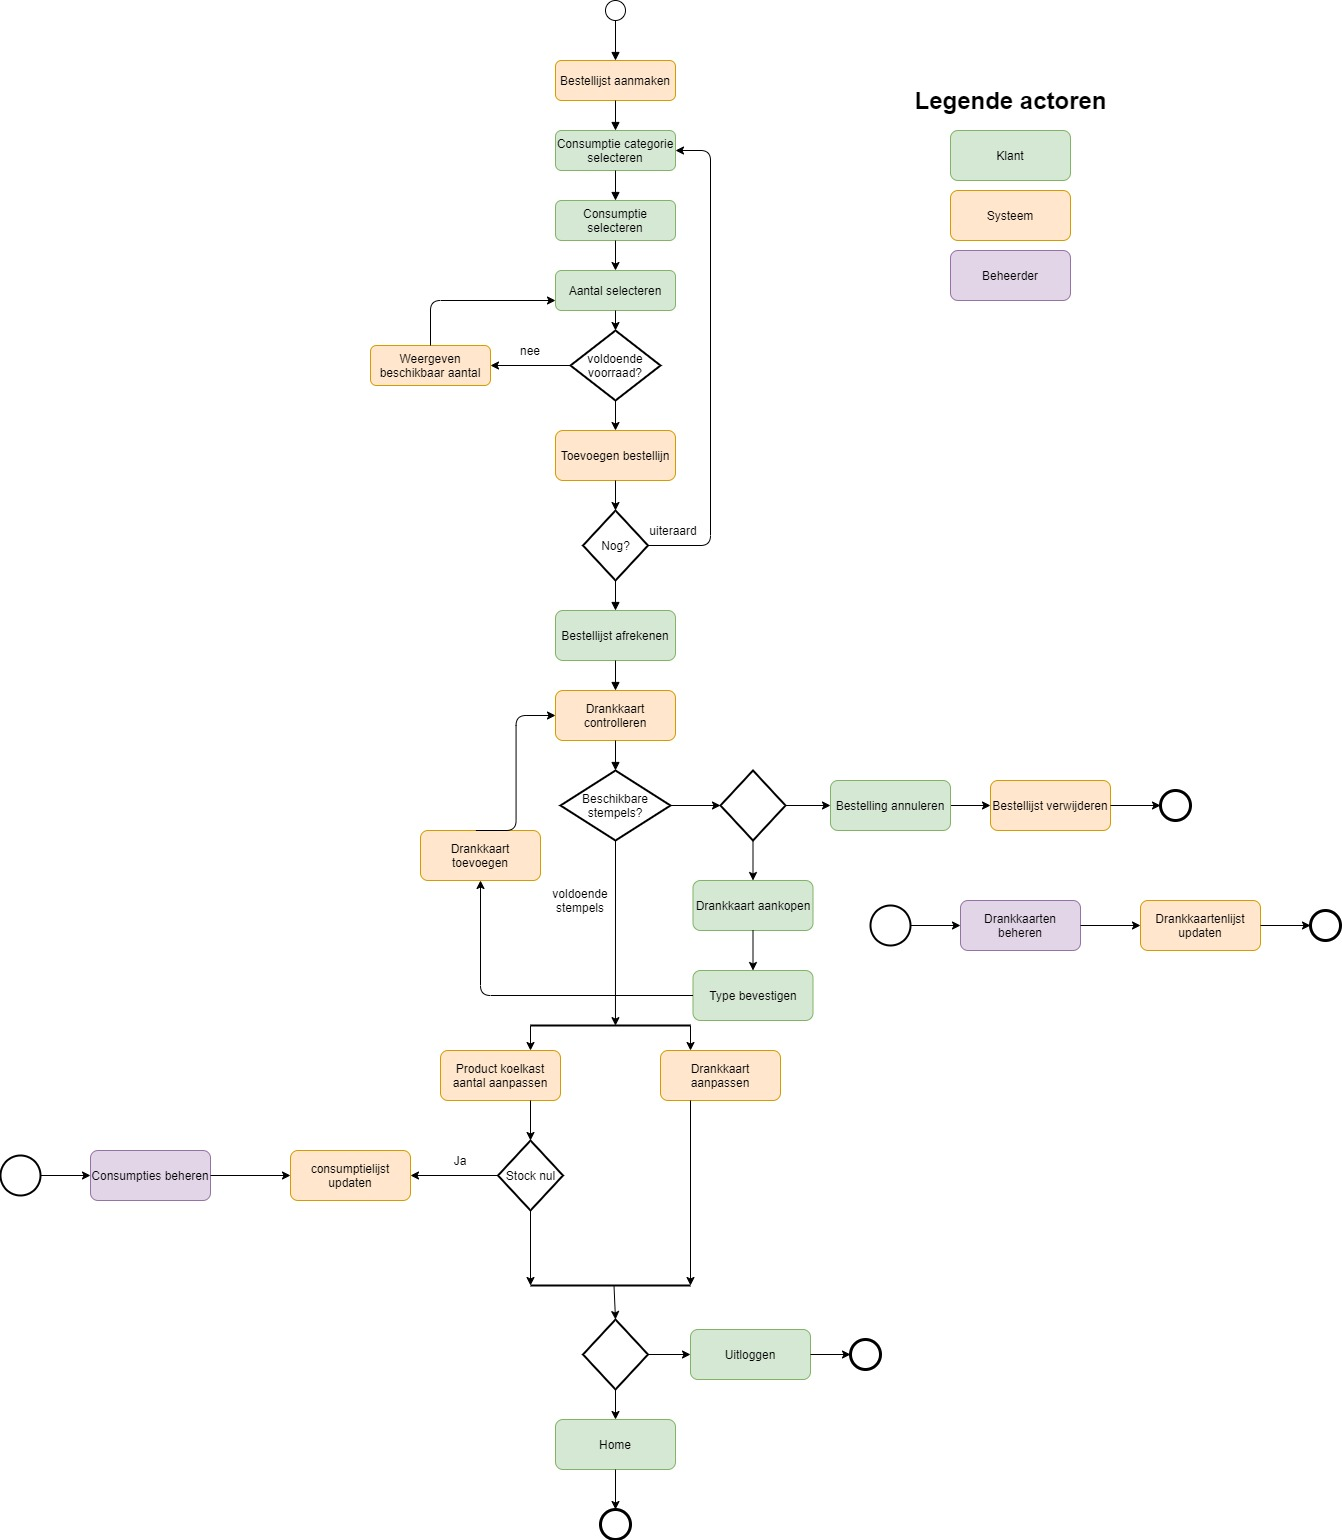 Bestellijst aanmaken
Legende actoren
Consumptie categorie
selecteren
Klant
Consumptie
selecteren
Systeem
Beheerder
Aantal selecteren
nee
voldoende
voorraad?
Weergeven
beschikbaar aantal
Toevoegen bestellijn
uiteraard
Nog?
Bestellijst afrekenen
Drankkaart
controlleren
Beschikbare
stempels?
Bestelling annuleren
Bestellijst verwijderen
Drankkaart
toevoegen
voldoende
stempels
Drankkaart aankopen
Drankkaarten
beheren
Drankkaartenlijst
updaten
Type bevestigen
Product koelkast
aantal aanpassen
Drankkaart
aanpassen
Consumpties beheren
consumptielijst
updaten
Ja
Stock nul
Uitloggen
Home